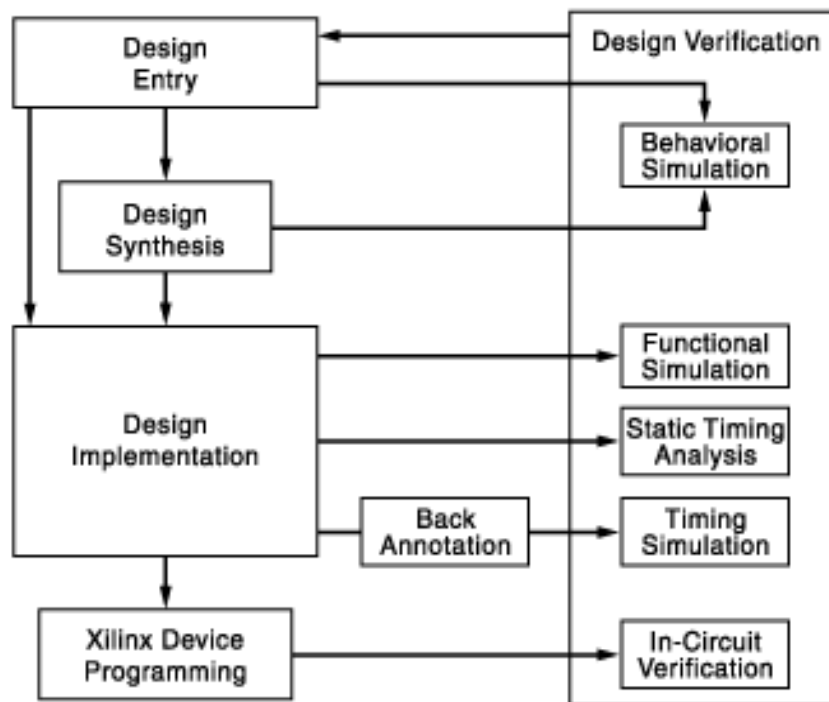 Design
Entry
Design Verification
Behavioral
Simulation
Design
Synthesis
Functional
Simulation
Design
Implementation
Static Timing
Analysis
Back
Annotation
Timing
Simulation
Xilinx Device
Programming
In-Circuit
Verification